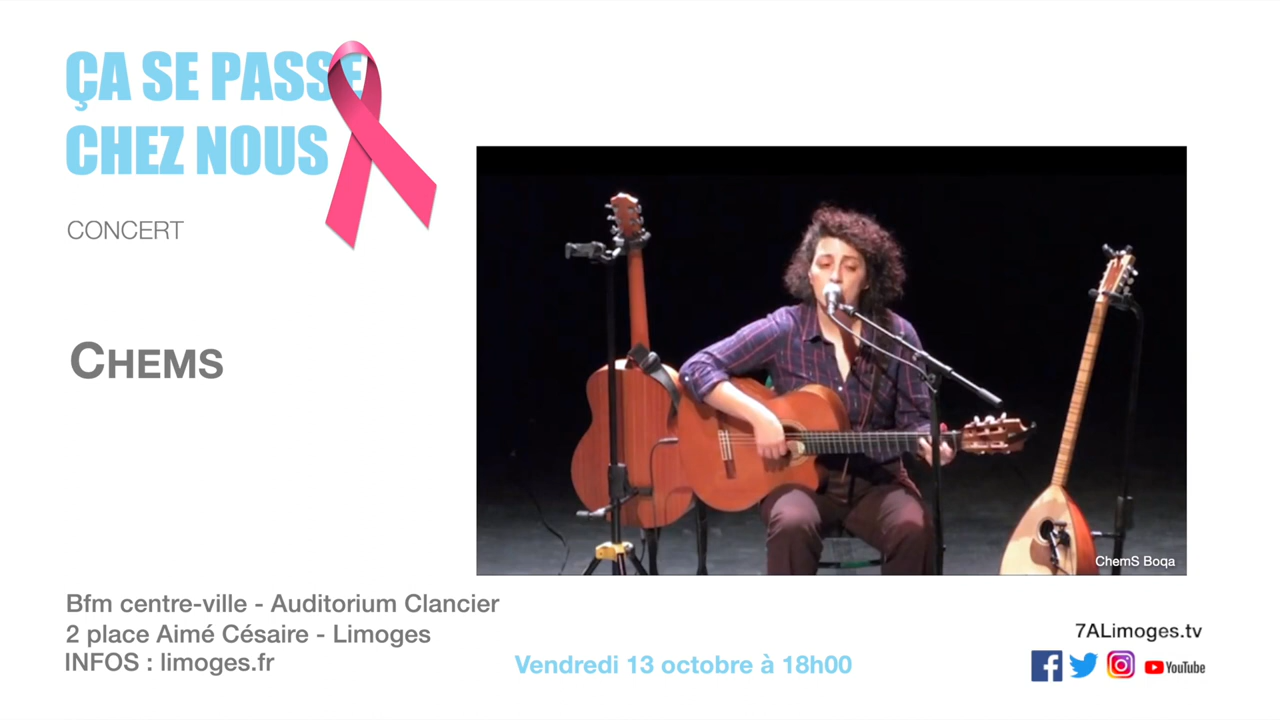 ÇA SE PASSE
CHEZ NOUS
CONCERT
CHEMS
ChemS Boqa
Bfm centre-ville - Auditorium Clancier
2 place Aimé Césaire - Limoges
INFOS : limoges.fr
Vendredi 13 octobre à 18h00
7ALimoges.tv
YouTube